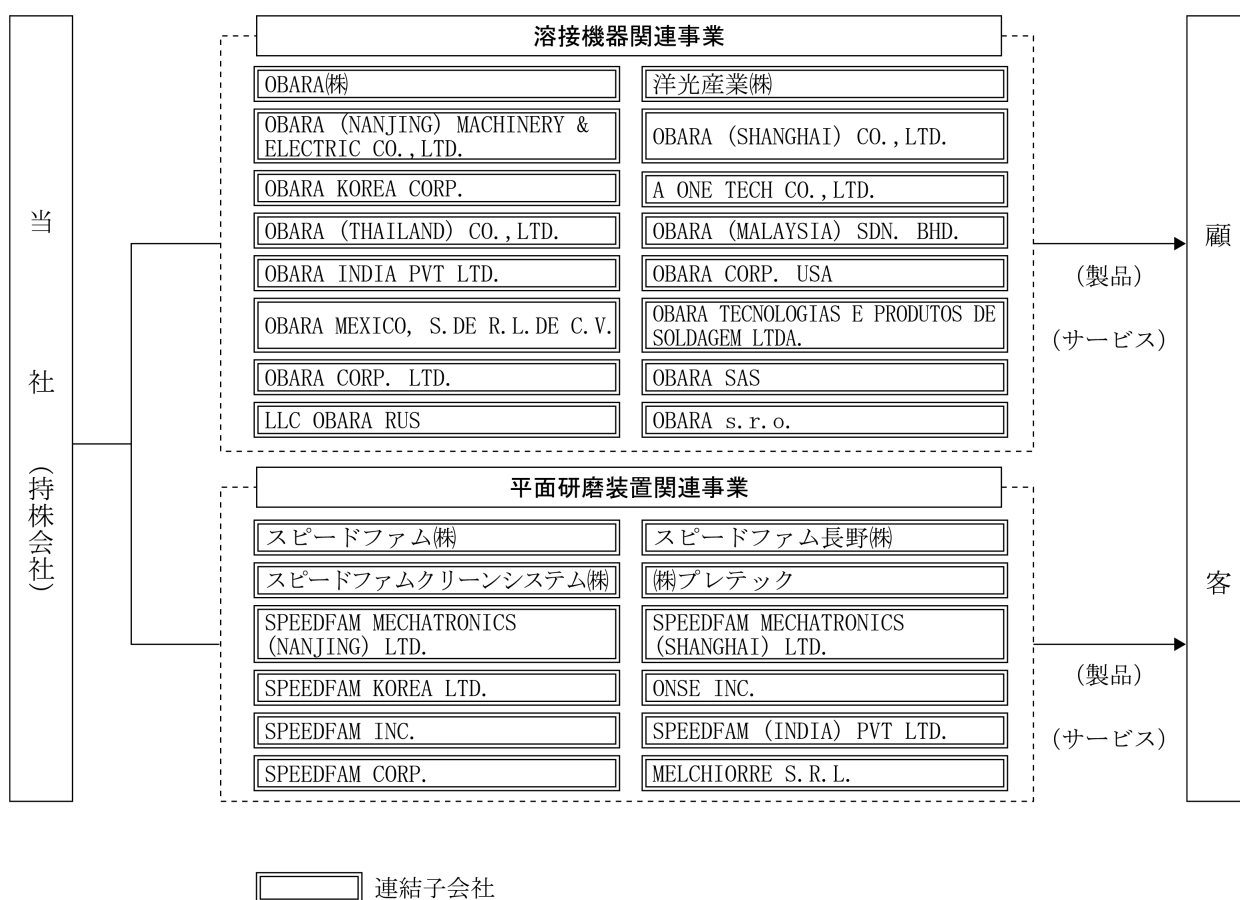 当社(持株会社)
溶接機器関連事業
OBARA㈱
洋光産業㈱
OBARA (NANJING) MACHINERY &
ELECTRIC CO.,LTD.
OBARA (SHANGHAI) CO.,LTD.
OBARA KOREA CORP.
A ONE TECH CO.,LTD.
OBARA (THAILAND) CO.,LTD.
OBARA (MALAYSIA) SDN. BHD.
OBARA INDIA PVT LTD.
OBARA CORP. USA
OBARA MEXICO, S.DE R.L.DE C.V.
OBARA TECNOLOGIAS E PRODUTOS DE
SOLDAGEM LTDA.
OBARA CORP. LTD.
OBARA SAS
LLC OBARA RUS
OBARA s.r.o.
(製品)
(サービス)
平面研磨装置関連事業
スピードファム㈱
スピードファム長野㈱
スピードファムクリーンシステム㈱
㈱プレテック
SPEEDFAM MECHATRONICS
(NANJING) LTD.
SPEEDFAM MECHATRONICS
(SHANGHAI) LTD.
SPEEDFAM KOREA LTD.
ONSE INC.
SPEEDFAM INC.
SPEEDFAM (INDIA) PVT LTD.
SPEEDFAM CORP.
MELCHIORRE S.R.L.
(製品)
(サービス)
顧客
連結子会社